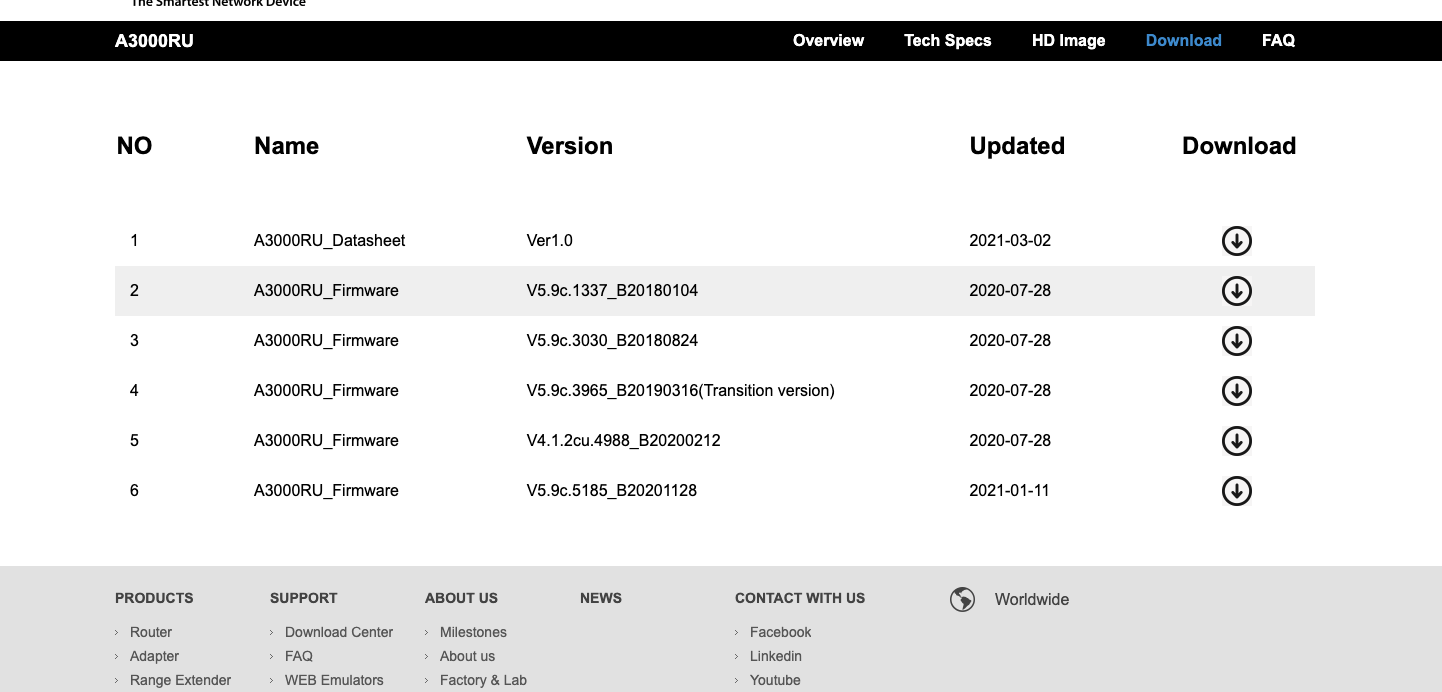 The Smartest Network Device
A3000RU Overview Tech Specs HD Image Download FAQ
NO Name Version Updated Download
1 A3000RU_Datasheet Ver1.0 2021-03-02
2 A3000RU_Firmware V5.9c.1337_B20180104 2020-07-28
3 A3000RU_Firmware V5.9c.3030_B20180824 2020-07-28
4 A3000RU_Firmware V5.9c.3965_B20190316(Transition version) 2020-07-28
5 A3000RU_Firmware V4.1.2cu.4988_B20200212 2020-07-28
6 A3000RU_Firmware V5.9c.5185_B20201128 2021-01-11
PRODUCTS SUPPORT ABOUT US NEWS CONTACT WITH US Worldwide
Router Download Center Milestones Facebook
Adapter FAQ About us Linkedin
Range Extender WEB Emulators Factory & Lab Youtube